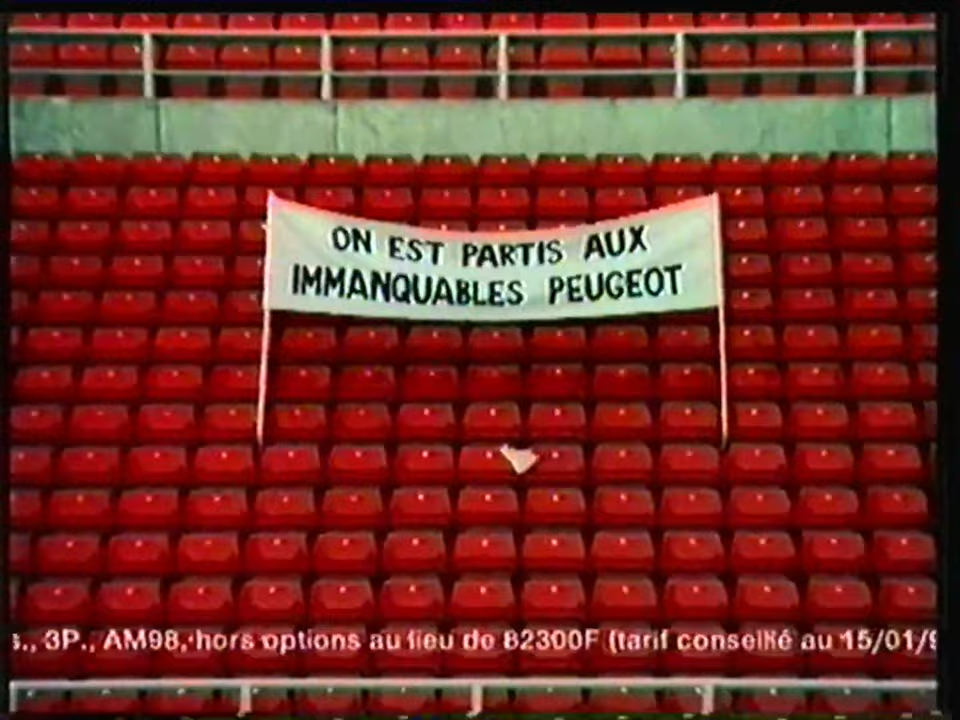 ON EST PARTIS AUX
IMMANQUABLES PEUGEOT
3P., AM98, hors options au lieu de 82300F (tarif conseillé au 15/01/9